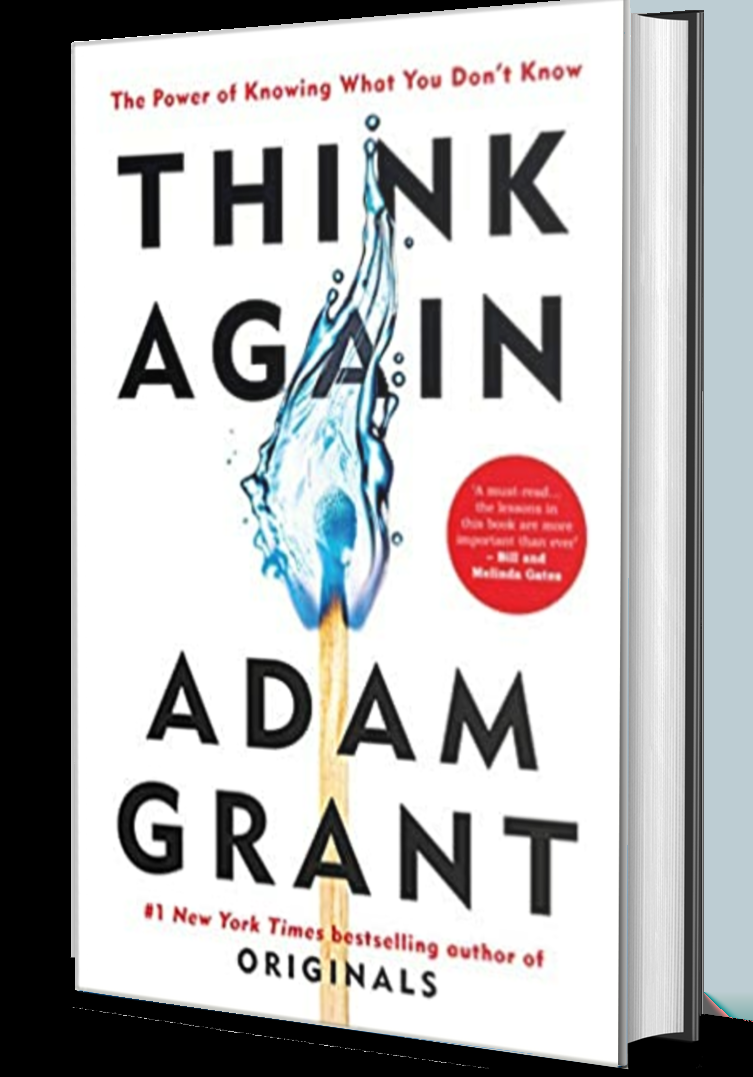 The Power of Knowing What You Don't Know
THINK
AGAIN
'A must-read...
the lessons in
this book are more
important than ever'
– Bill and
Melinda Gates
ADAM
GRANT
#1 New York Times bestselling author of
ORIGINALS